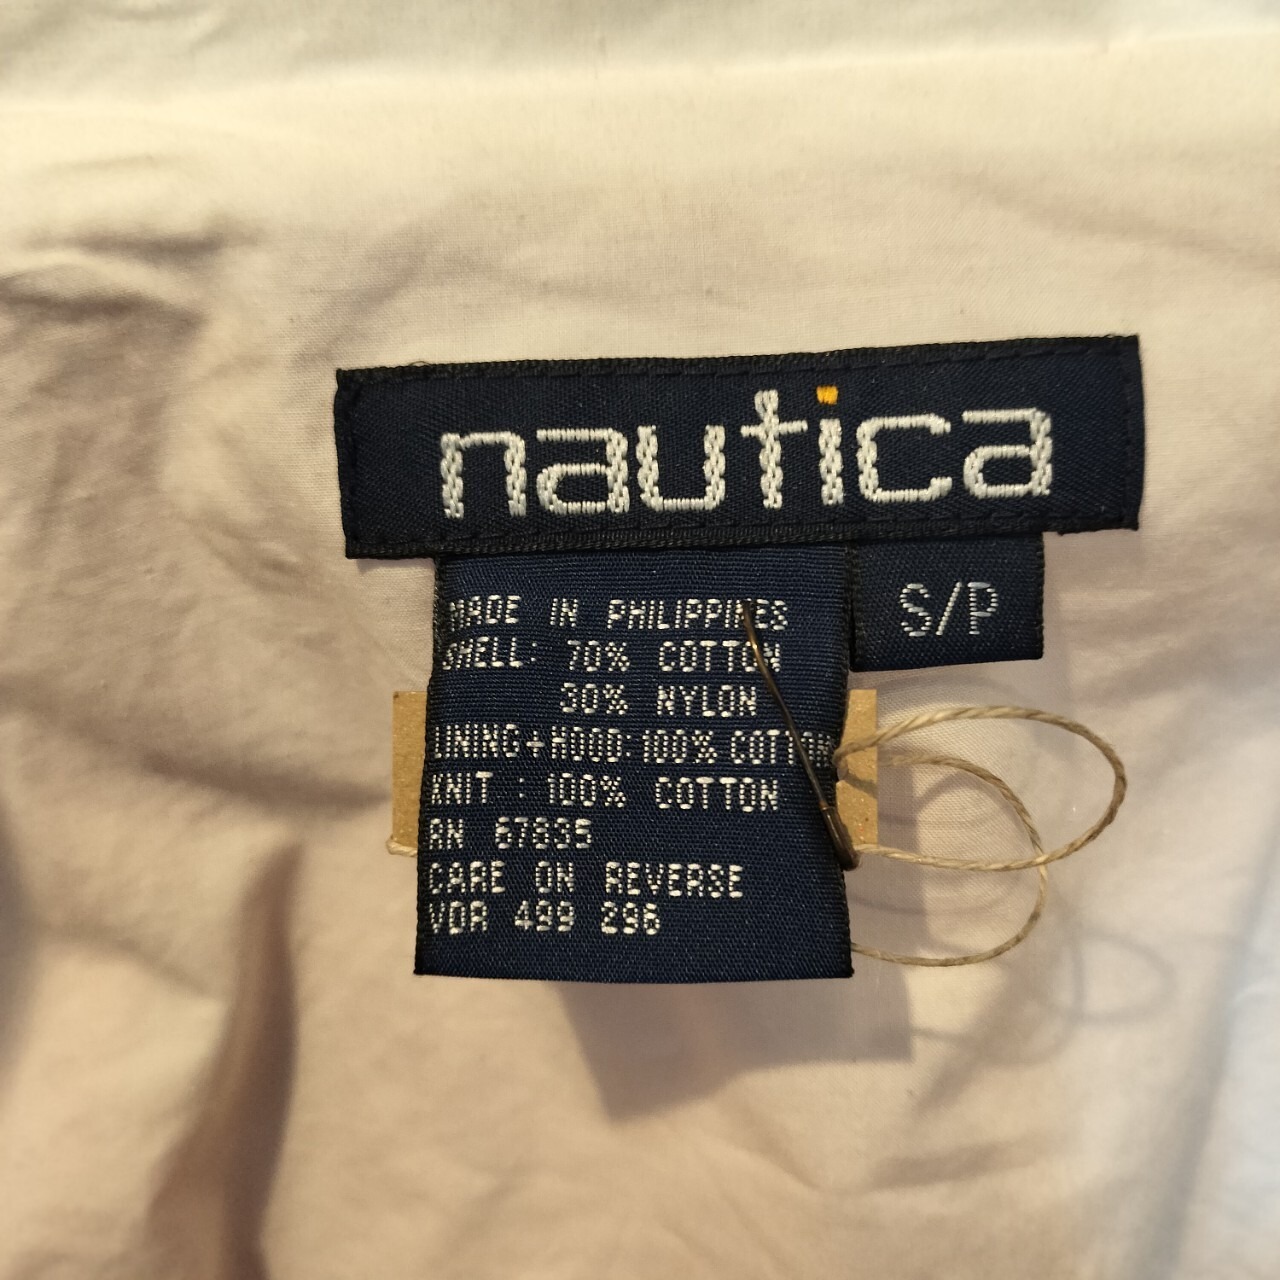 nautica
S/P
MADE IN PHILIPPINES
SHELL: 70% COTTON
30% NYLON
LINING+HOOD:100% COTTON
KNIT : 100% COTTON
RN 67835
CARE ON REVERSE
VDR 499 296